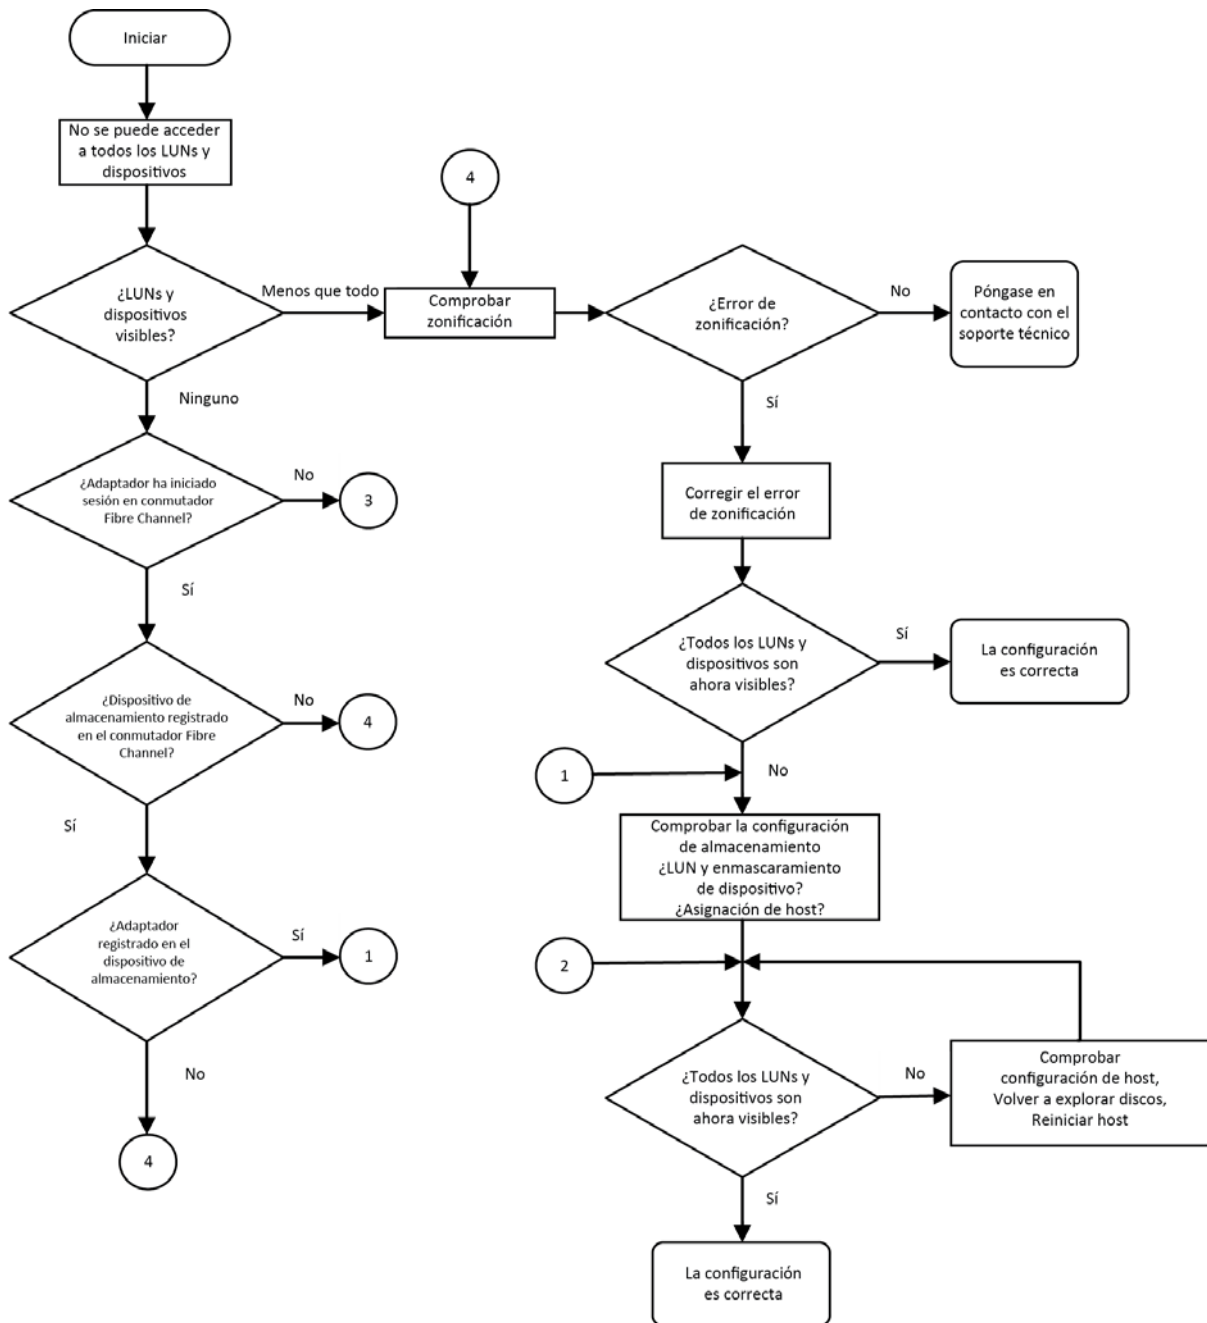 Iniciar
No se puede acceder
a todos los LUNs y
dispositivos
¿LUNs y
dispositivos
visibles?
Menos que todo
Ninguno
¿Adaptador ha iniciado
sesión en conmutador
Fibre Channel?
No
3
Sí
¿Dispositivo de
almacenamiento registrado
en el conmutador Fibre
Channel?
No
4
Sí
¿Adaptador
registrado en el
dispositivo de
almacenamiento?
Sí
1
No
4
4
Comprobar
zonificación
¿Error de
zonificación?
No
Póngase en
contacto con el
soporte técnico
Sí
Corregir el error
de zonificación
¿Todos los LUNs y
dispositivos son
ahora visibles?
Sí
La configuración
es correcta
No
1
Comprobar la configuración
de almacenamiento
¿LUN y enmascaramiento
de dispositivo?
¿Asignación de host?
2
¿Todos los LUNs y
dispositivos son
ahora visibles?
No
Comprobar
configuración de host,
Volver a explorar discos,
Reiniciar host
Sí
La configuración
es correcta